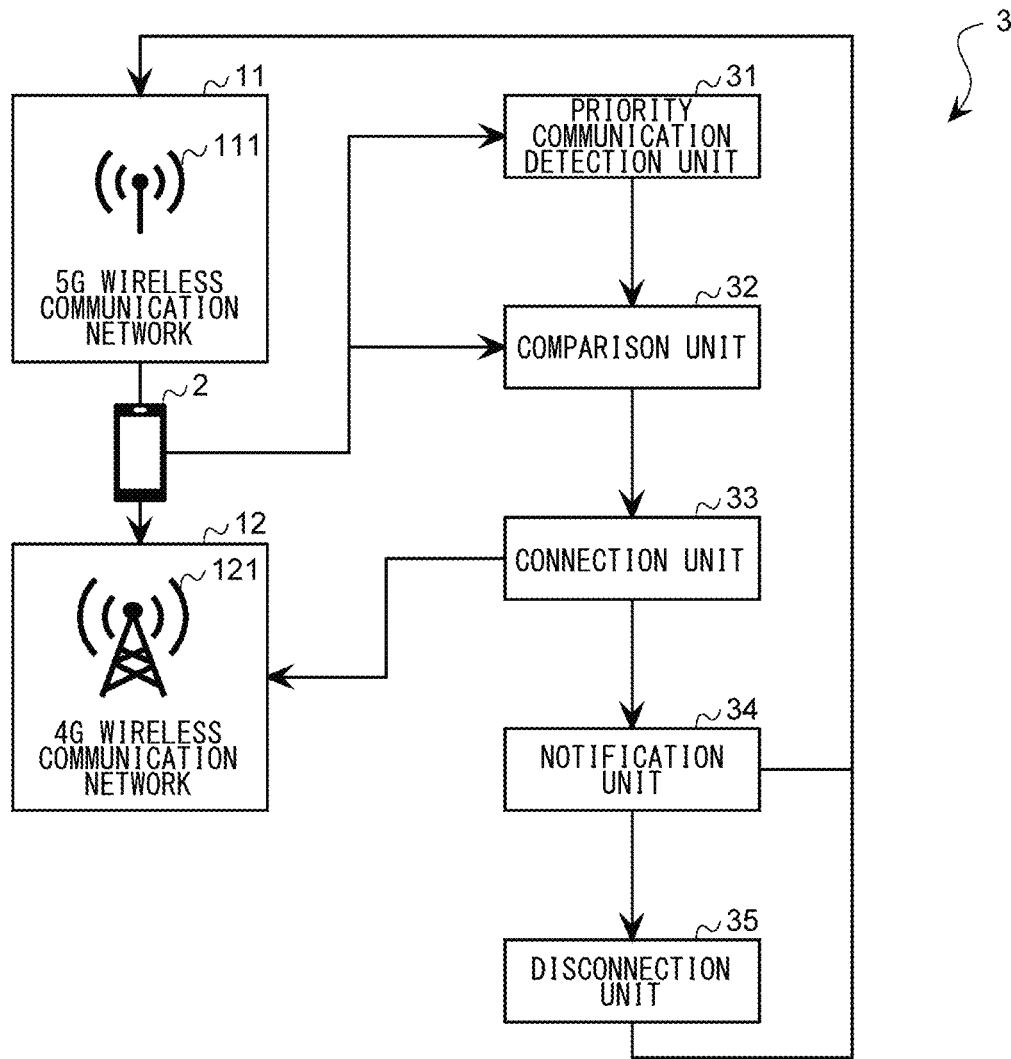 3
11
111
5G WIRELESS
COMMUNICATION
NETWORK
31
PRIORITY
COMMUNICATION
DETECTION UNIT
32
COMPARISON UNIT
2
33
CONNECTION UNIT
12
121
4G WIRELESS
COMMUNICATION
NETWORK
34
NOTIFICATION
UNIT
35
DISCONNECTION
UNIT